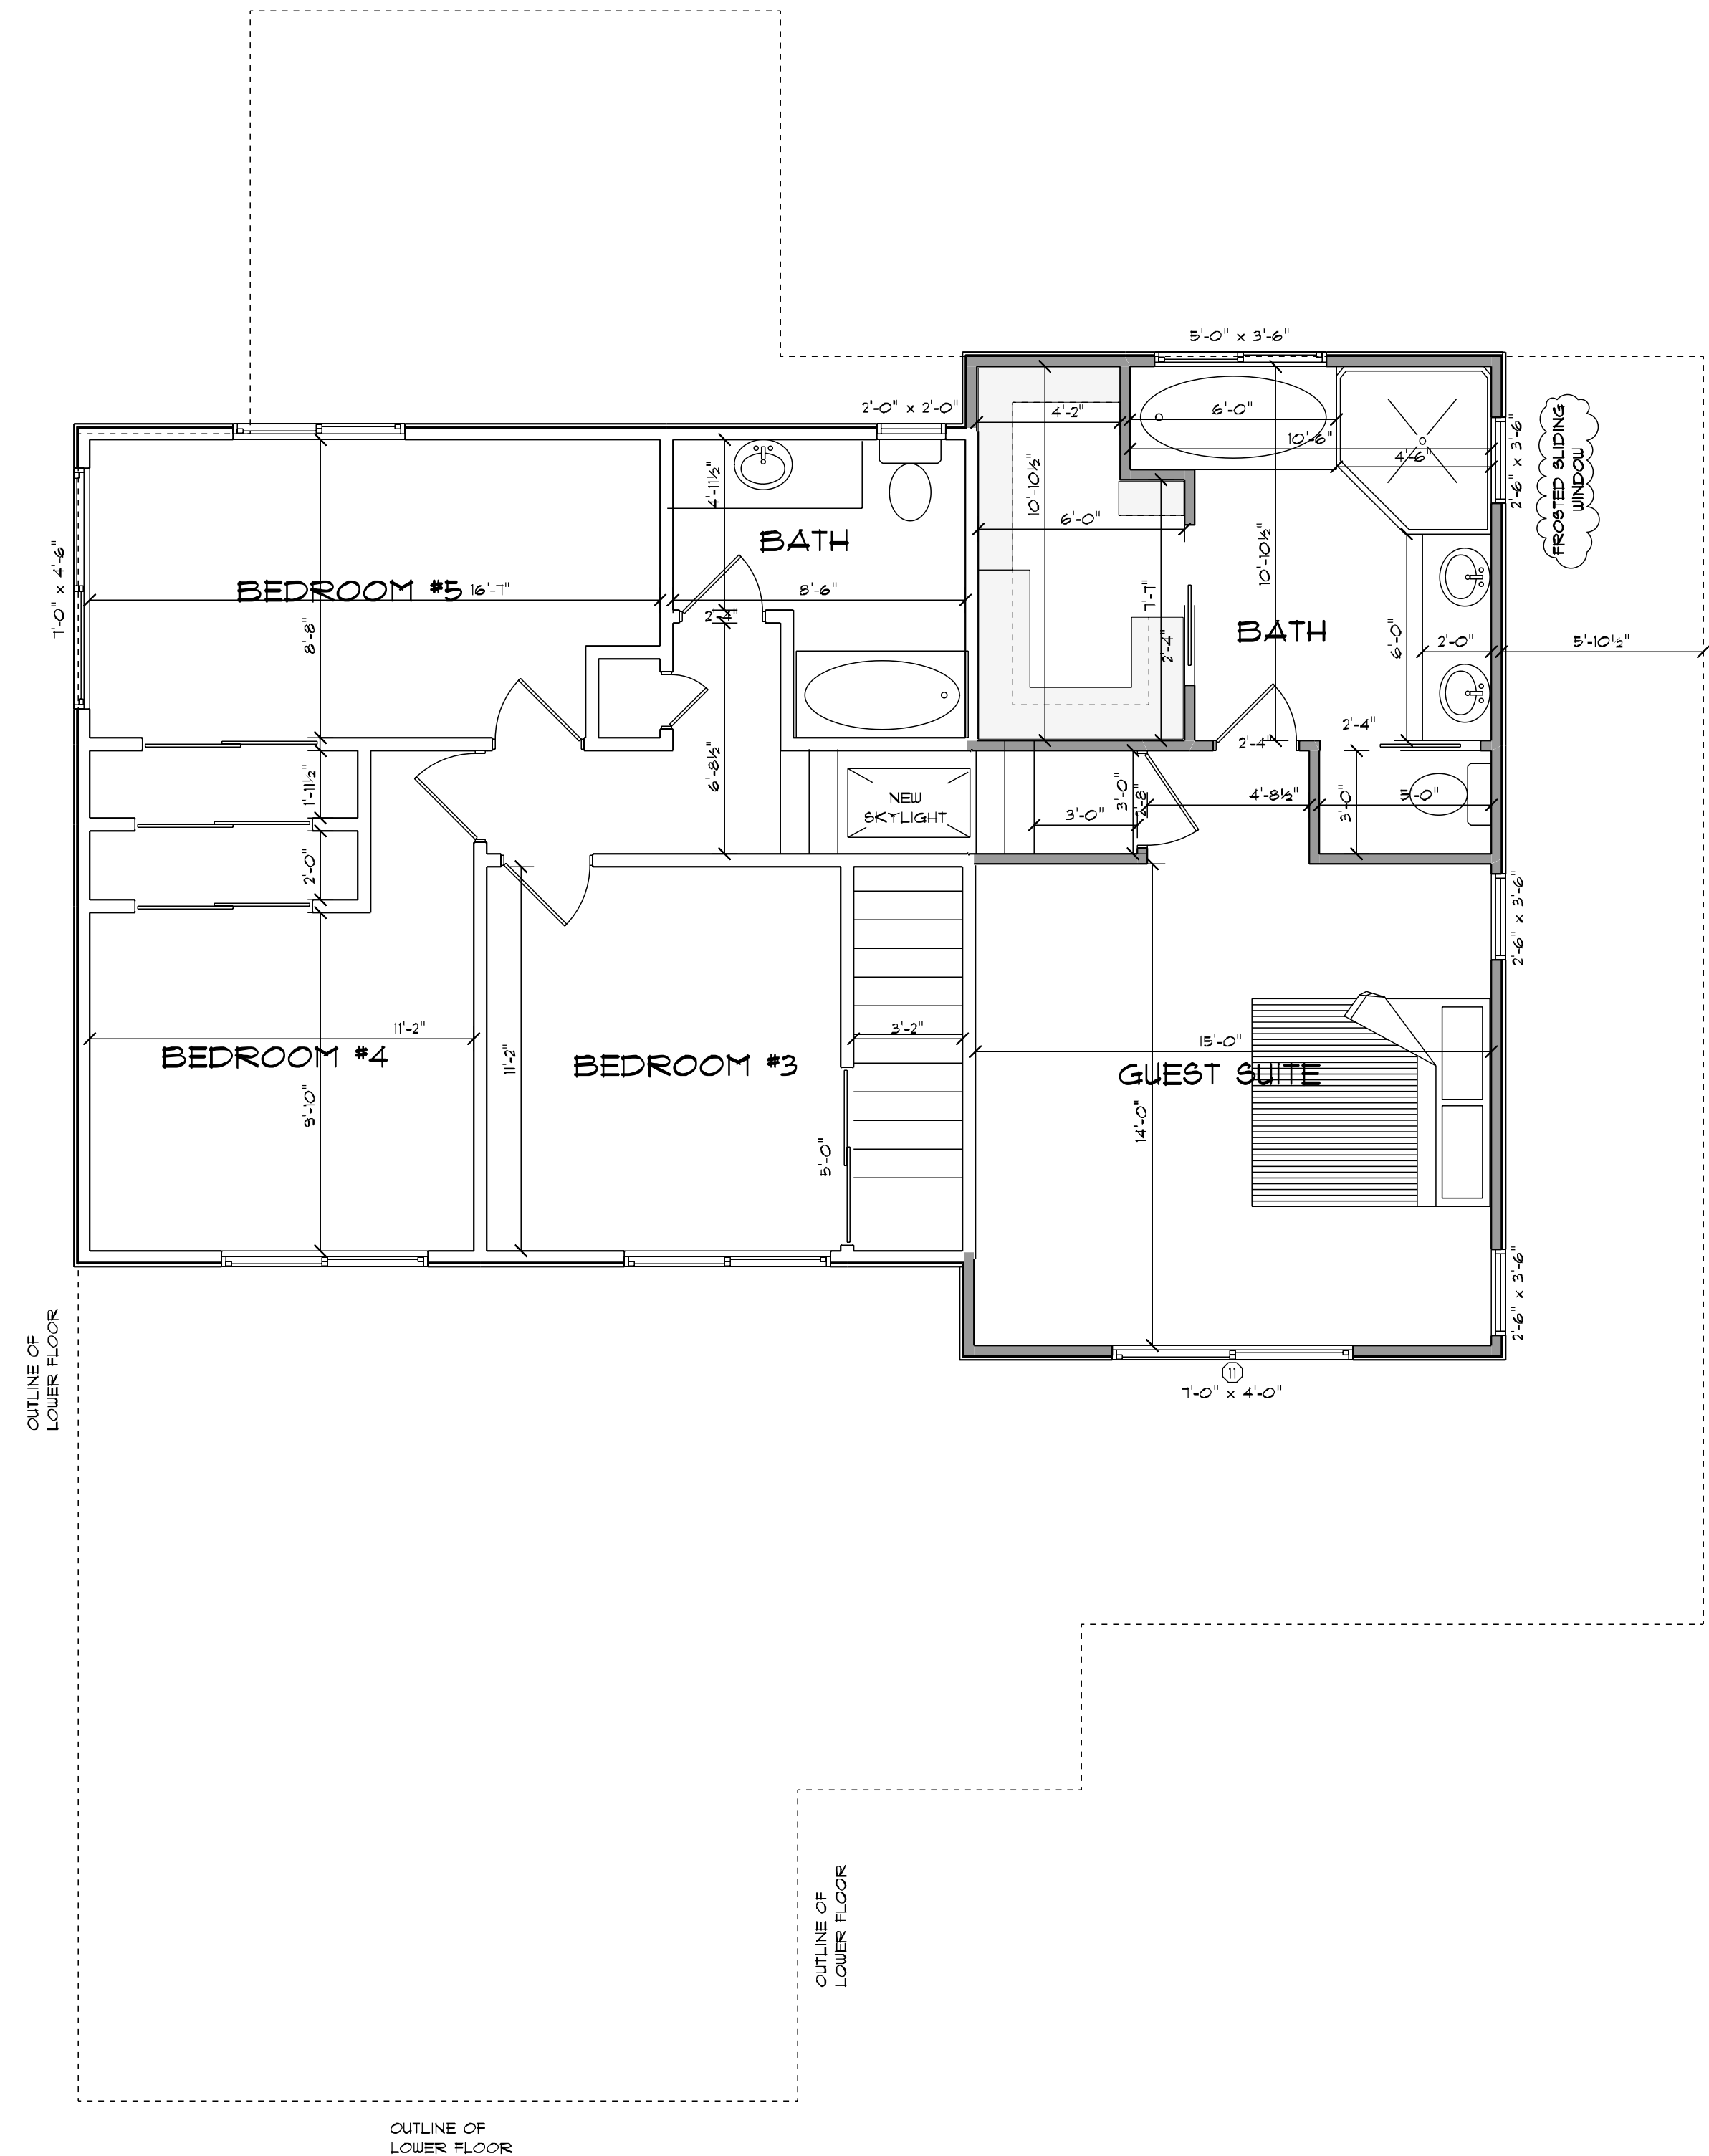 5'-0" x 3'-6"
2'-0" x 2'-0"
4'-2"
6'-0"
10'-6"
4'-6"
2'-6" x 3'-6"
FROSTED SLIDING
WINDOW
4'-11½"
10'-10½"
6'-0"
10'-10½"
BATH
7'-0" x 4'-6"
BEDROOM #5
16'-7"
8'-6"
2'-4"
7'-7"
8'-8"
BATH
2'-4"
6'-0"
2'-0"
5'-10½"
2'-4"
2'-4"
1'-11½"
6'-8½"
NEW
SKYLIGHT
3'-0"
3'-0"
2'-8"
4'-8½"
3'-0"
5'-0"
2'-0"
2'-6" x 3'-6"
11'-2"
BEDROOM #4
9'-10"
11'-2"
BEDROOM #3
3'-2"
5'-0"
15'-0"
GUEST SUITE
14'-0"
2'-6" x 3'-6"
11
7'-0" x 4'-0"
OUTLINE OF
LOWER FLOOR
OUTLINE OF
LOWER FLOOR
OUTLINE OF
LOWER FLOOR